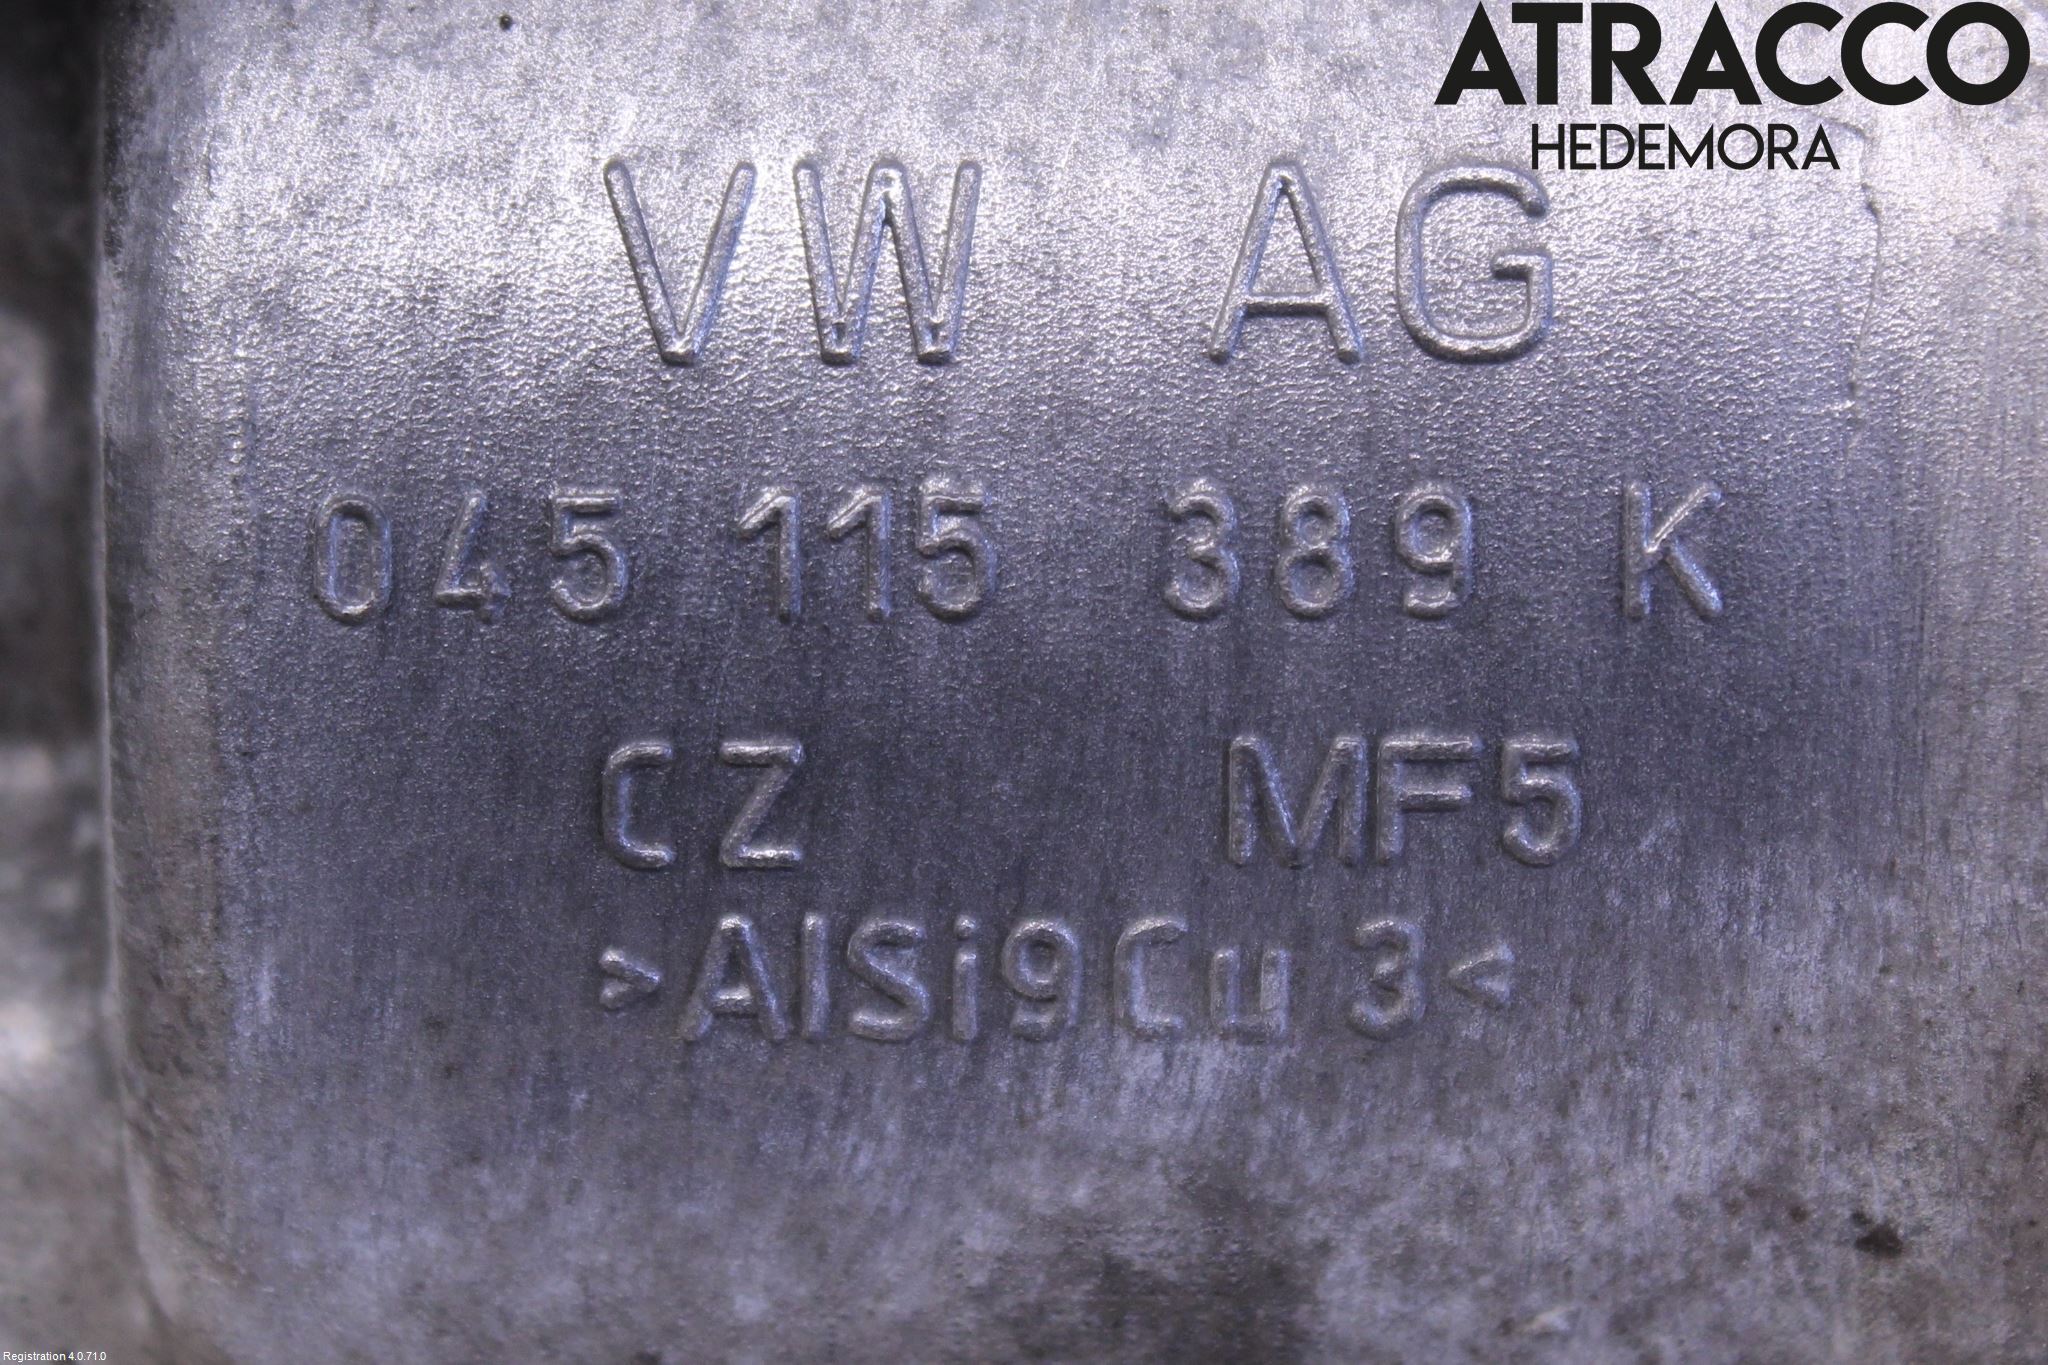 ATRACCO
HEDEMORA
VW AG
045 115 389 K
CZ MF5
>AlSi9Cu3<
Registration 4.0.71.0